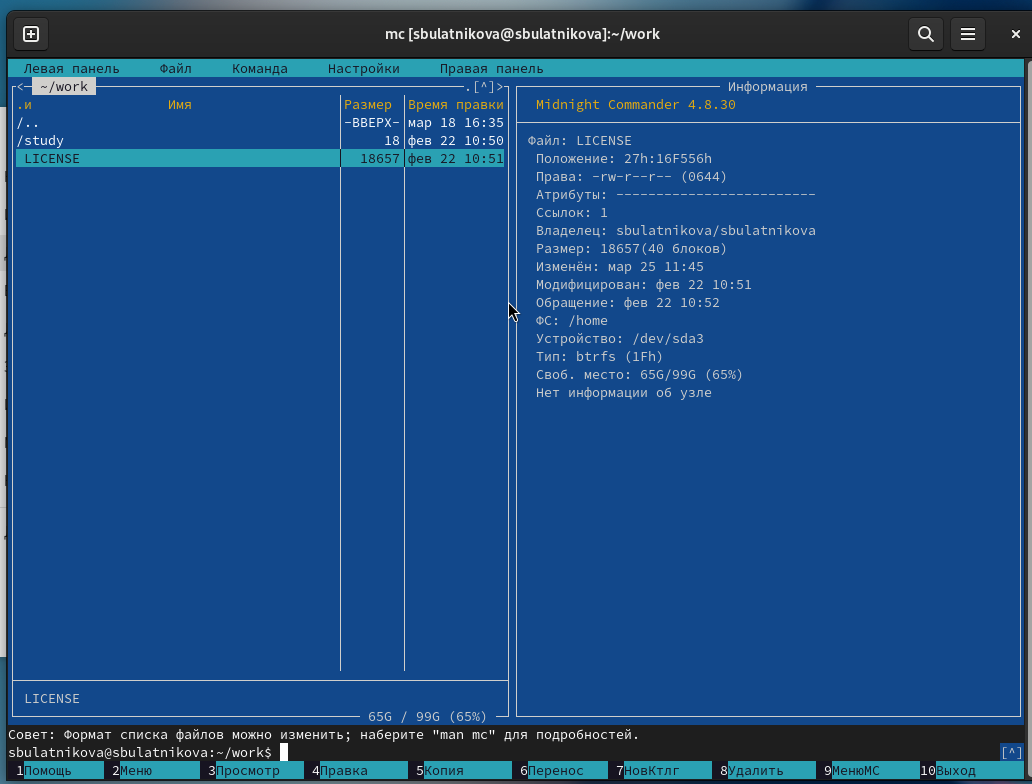 mc [sbulatnikova@sbulatnikova]:~/work
Левая панель Файл Команда Настройки Правая панель
<─ ~/work ─.[^]>
.и Имя Размер Время правки
/.. -ВВЕРХ- мар 18 16:35
/study 18 фев 22 10:50
LICENSE 18657 фев 22 10:51
LICENSE
65G / 99G (65%)
Информация
Midnight Commander 4.8.30
Файл: LICENSE
Положение: 27h:16F556h
Права: -rw-r--r-- (0644)
Атрибуты: -------------------------
Ссылок: 1
Владелец: sbulatnikova/sbulatnikova
Размер: 18657(40 блоков)
Изменён: мар 25 11:45
Модифицирован: фев 22 10:51
Обращение: фев 22 10:52
ФС: /home
Устройство: /dev/sda3
Тип: btrfs (1Fh)
Своб. место: 65G/99G (65%)
Нет информации об узле
Совет: Формат списка файлов можно изменить; наберите "man mc" для подробностей.
sbulatnikova@sbulatnikova:~/work$ [^]
1Помощь 2Меню 3Просмотр 4Правка 5Копия 6Перенос 7НовКтлг 8Удалить 9МенюМС 10Выход